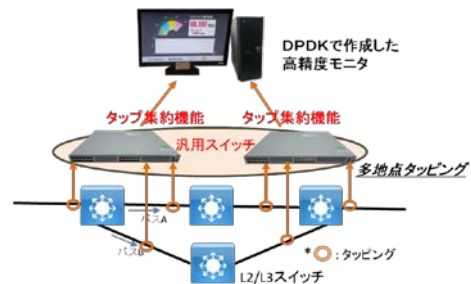 DPDKで作成した
高精度モニタ
タップ集約機能
タップ集約機能
汎用スイッチ
多地点タッピング
パスA
パスB
* : タッピング
L2/L3スイッチ